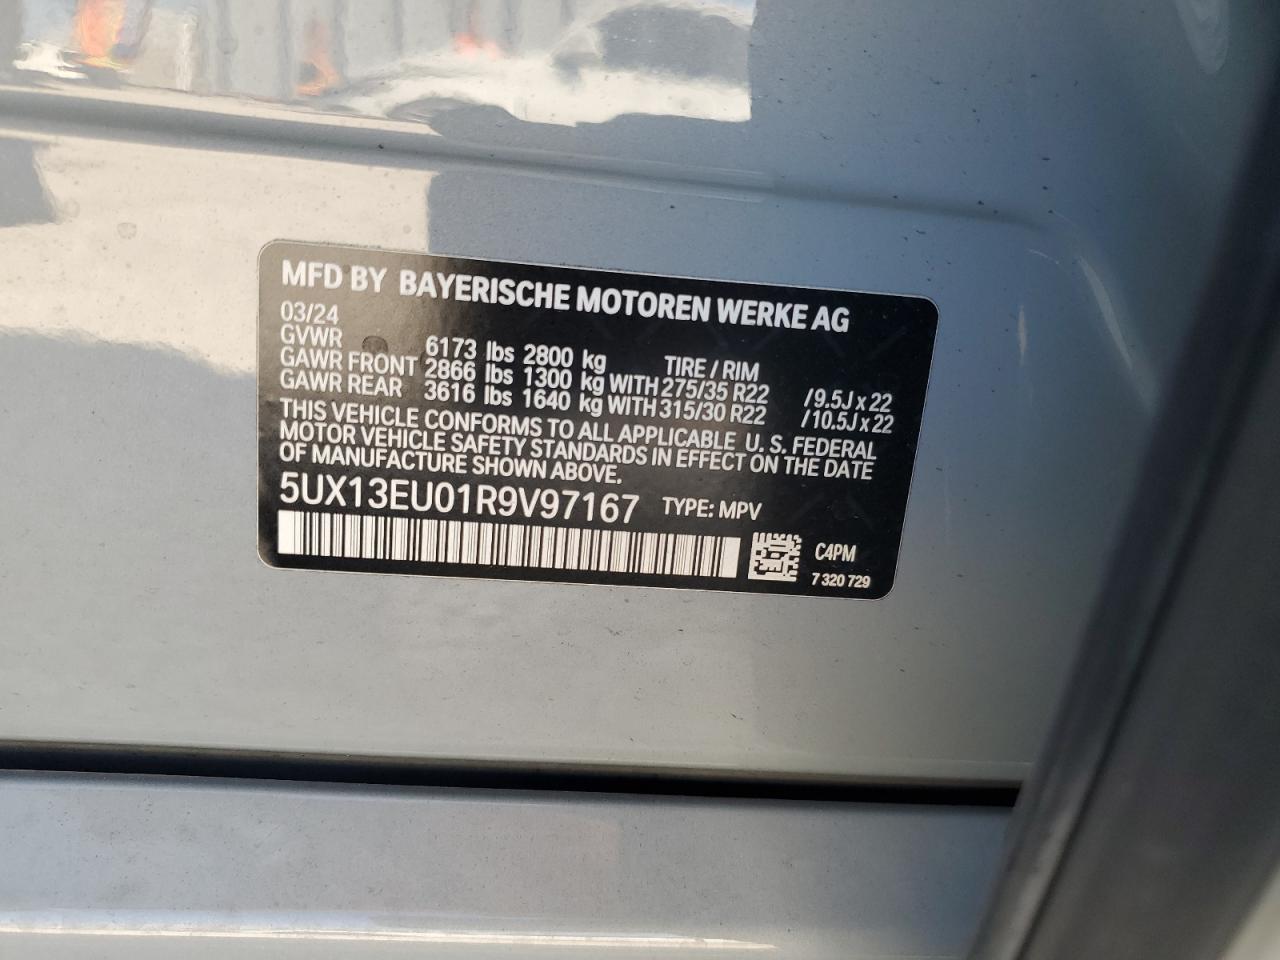 MFD BY BAYERISCHE MOTOREN WERKE AG
03/24
GVWR 6173 lbs 2800 kg TIRE / RIM
GAWR FRONT 2866 lbs 1300 kg WITH 275/35 R22 /9.5J x 22
GAWR REAR 3616 lbs 1640 kg WITH 315/30 R22 /10.5J x 22
THIS VEHICLE CONFORMS TO ALL APPLICABLE U. S. FEDERAL
MOTOR VEHICLE SAFETY STANDARDS IN EFFECT ON THE DATE
OF MANUFACTURE SHOWN ABOVE.
5UX13EU01R9V97167 TYPE: MPV
C4PM
7 320 729